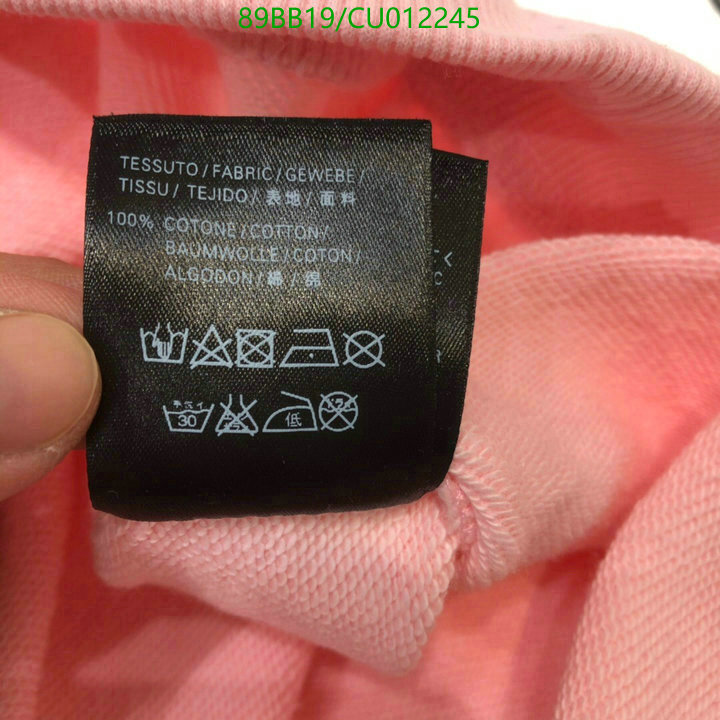 89BB19/CU012245
TESSUTO / FABRIC / GEWEBE /
TISSU / TEJIDO / 表地 / 面料
100% COTONE / COTTON /
BAUMWOLLE / COTON /
ALGODON / 綿 / 棉
30
低